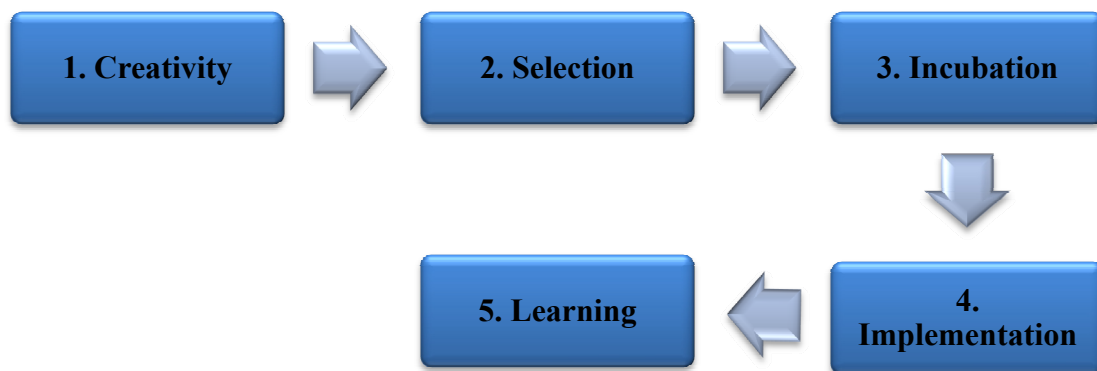 1. Creativity
2. Selection
3. Incubation
4.
Implementation
5. Learning